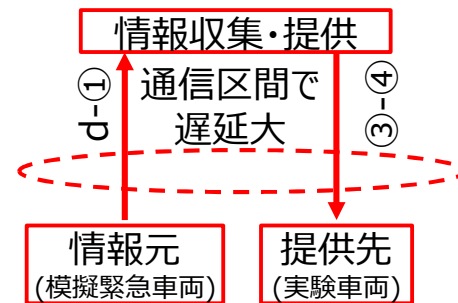 情報収集・提供
d-①
通信区間で
遅延大
③-④
情報元
(模擬緊急車両)
提供先
(実験車両)